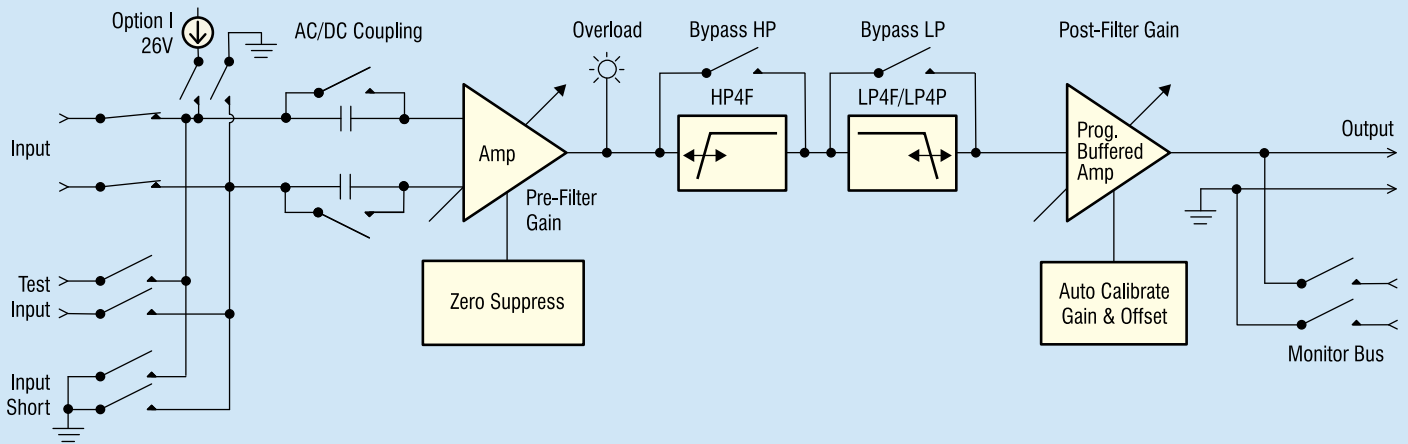 Option I
26V
AC/DC Coupling
Overload
Bypass HP
Bypass LP
Post-Filter Gain
HP4F
LP4F/LP4P
Input
Amp
Prog.
Buffered
Amp
Output
Pre-Filter
Gain
Test
Input
Zero Suppress
Auto Calibrate
Gain & Offset
Monitor Bus
Input
Short